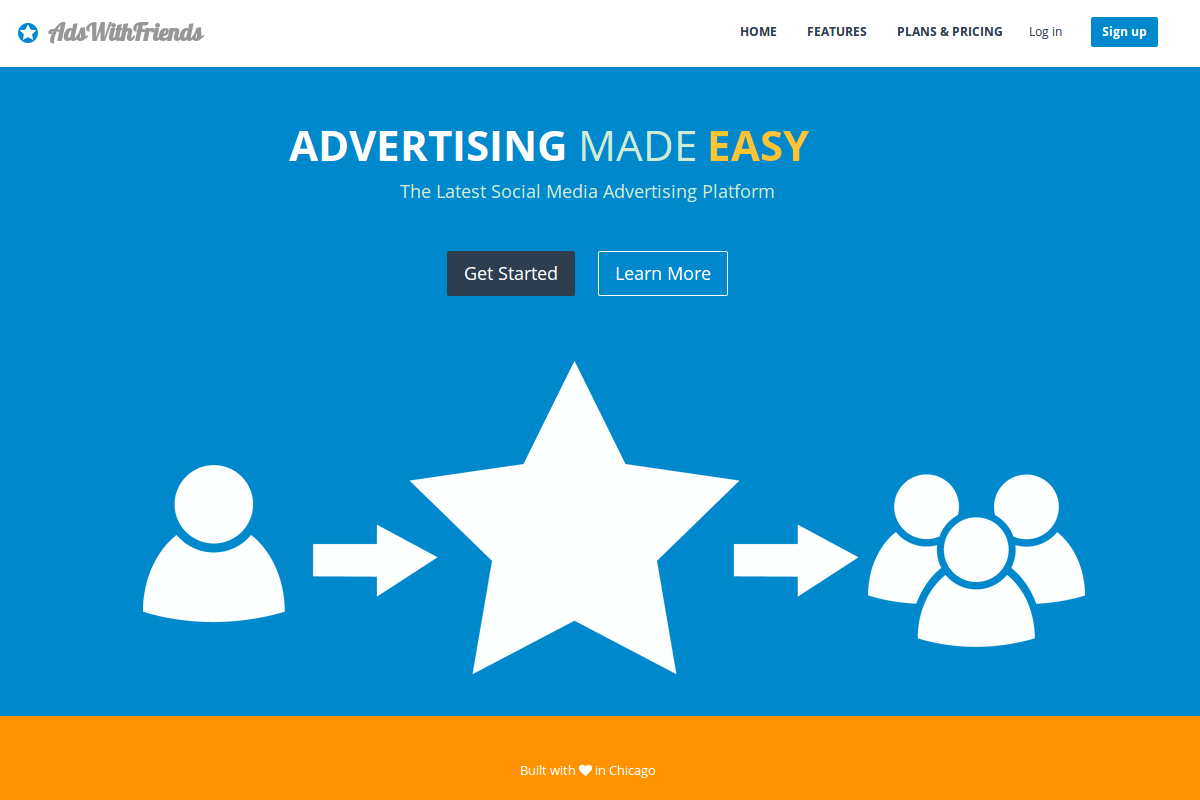 AdsWithFriends
HOME FEATURES PLANS & PRICING Log in Sign up
ADVERTISING MADE EASY
The Latest Social Media Advertising Platform
Get Started Learn More
Built with in Chicago